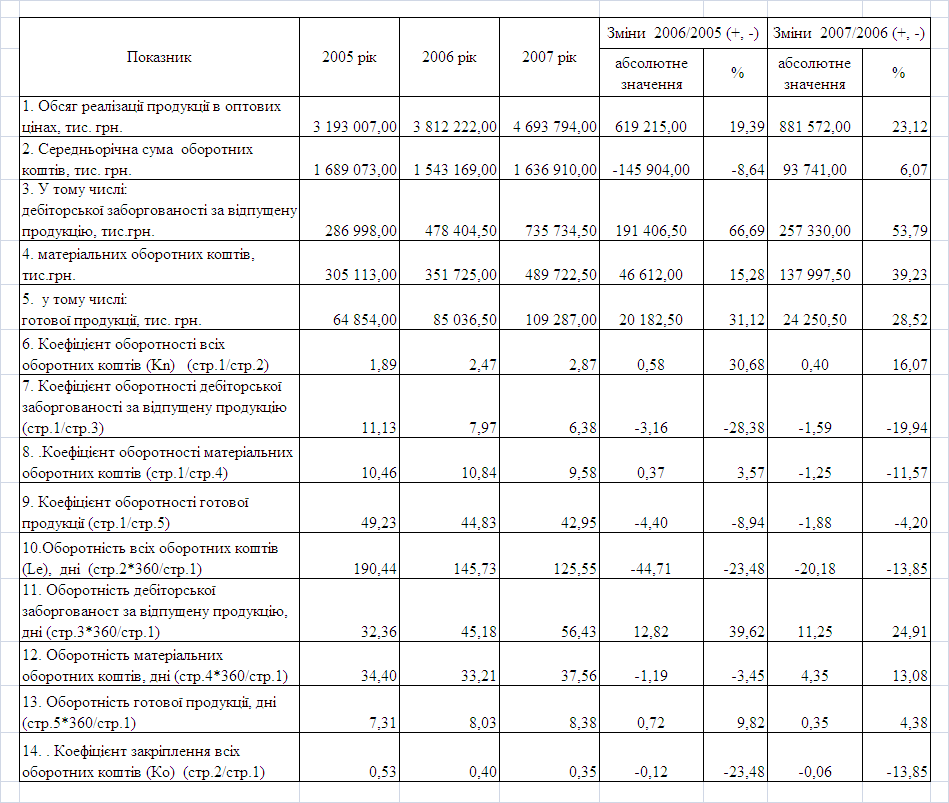 Показник 2005 рік 2006 рік 2007 рік Зміни 2006/2005 (+, -) Зміни 2007/2006 (+, -)
абсолютне значення % абсолютне значення %
1. Обсяг реалізації продукції в оптових
цінах, тис. грн. 3 193 007,00 3 812 222,00 4 693 794,00 619 215,00 19,39 881 572,00 23,12
2. Середньорічна сума оборотних
коштів, тис. грн. 1 689 073,00 1 543 169,00 1 636 910,00 -145 904,00 -8,64 93 741,00 6,07
3. У тому числі:
дебіторської заборгованості за відпущену
продукцію, тис.грн. 286 998,00 478 404,50 735 734,50 191 406,50 66,69 257 330,00 53,79
4. матеріальних оборотних коштів,
тис.грн. 305 113,00 351 725,00 489 722,50 46 612,00 15,28 137 997,50 39,23
5. у тому числі:
готової продукції, тис. грн. 64 854,00 85 036,50 109 287,00 20 182,50 31,12 24 250,50 28,52
6. Коефіцієнт оборотності всіх
оборотних коштів (Kn) (стр.1/стр.2) 1,89 2,47 2,87 0,58 30,68 0,40 16,07
7. Коефіцієнт оборотності дебіторської
заборгованості за відпущену продукцію
(стр.1/стр.3) 11,13 7,97 6,38 -3,16 -28,38 -1,59 -19,94
8. .Коефіцієнт оборотності матеріальних
оборотних коштів (стр.1/стр.4) 10,46 10,84 9,58 0,37 3,57 -1,25 -11,57
9. Коефіцієнт оборотності готової
продукції (стр.1/стр.5) 49,23 44,83 42,95 -4,40 -8,94 -1,88 -4,20
10.Оборотність всіх оборотних коштів
(Le), дні (стр.2*360/стр.1) 190,44 145,73 125,55 -44,71 -23,48 -20,18 -13,85
11. Оборотність дебіторської
заборгованост за відпущену продукцію,
дні (стр.3*360/стр.1) 32,36 45,18 56,43 12,82 39,62 11,25 24,91
12. Оборотність матеріальних
оборотних коштів, дні (стр.4*360/стр.1) 34,40 33,21 37,56 -1,19 -3,45 4,35 13,08
13. Оборотність готової продукції, дні
(стр.5*360/стр.1) 7,31 8,03 8,38 0,72 9,82 0,35 4,38
14. . Коефіцієнт закріплення всіх
оборотних коштів (Ко) (стр.2/стр.1) 0,53 0,40 0,35 -0,12 -23,48 -0,06 -13,85